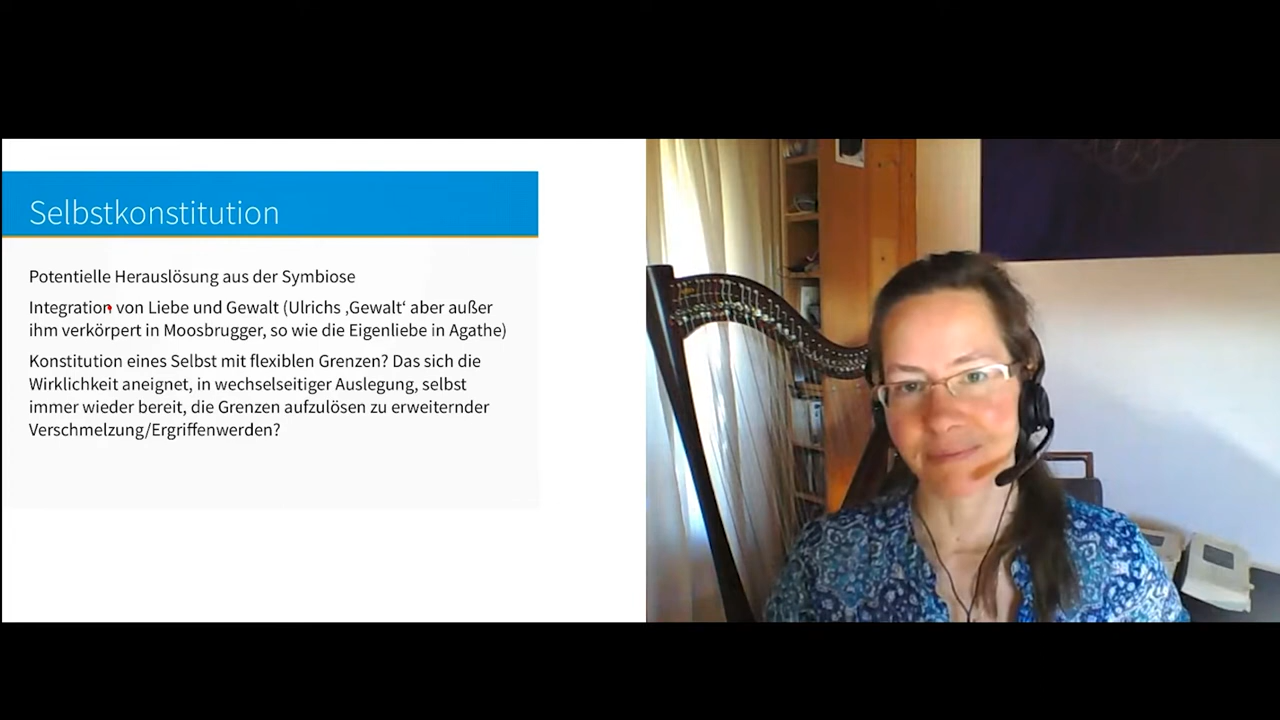 Selbstkonstitution
Potentielle Herauslösung aus der Symbiose
Integration von Liebe und Gewalt (Ulrichs ‚Gewalt‘ aber außer
ihm verkörpert in Moosbrugger, so wie die Eigenliebe in Agathe)
Konstitution eines Selbst mit flexiblen Grenzen? Das sich die
Wirklichkeit aneignet, in wechselseitiger Auslegung, selbst
immer wieder bereit, die Grenzen aufzulösen zu erweiternder
Verschmelzung/Ergriffenwerden?